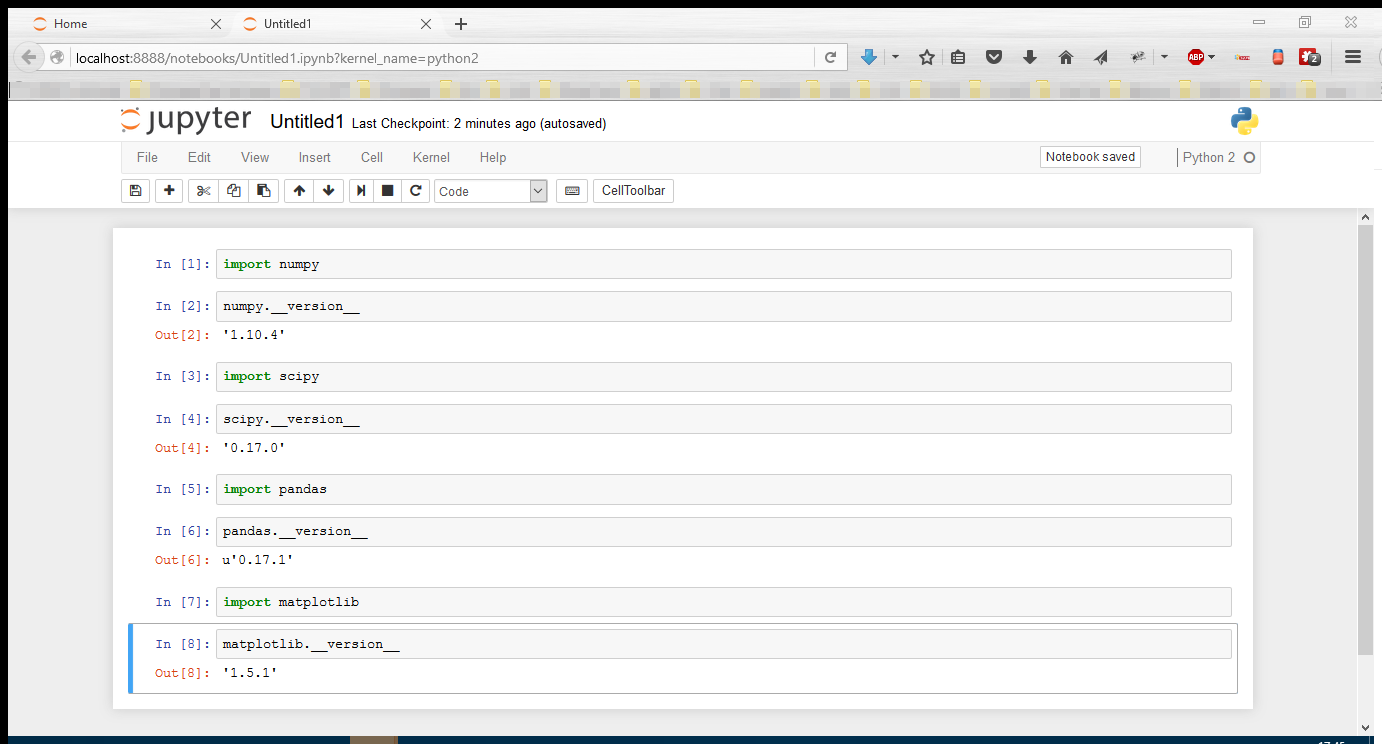 Home
Untitled1
localhost:8888/notebooks/Untitled1.ipynb?kernel_name=python2
ABP
2
jupyter Untitled1 Last Checkpoint: 2 minutes ago (autosaved)
File Edit View Insert Cell Kernel Help Notebook saved Python 2
Code CellToolbar
In [1]: import numpy
In [2]: numpy.__version__
Out[2]: '1.10.4'
In [3]: import scipy
In [4]: scipy.__version__
Out[4]: '0.17.0'
In [5]: import pandas
In [6]: pandas.__version__
Out[6]: u'0.17.1'
In [7]: import matplotlib
In [8]: matplotlib.__version__
Out[8]: '1.5.1'